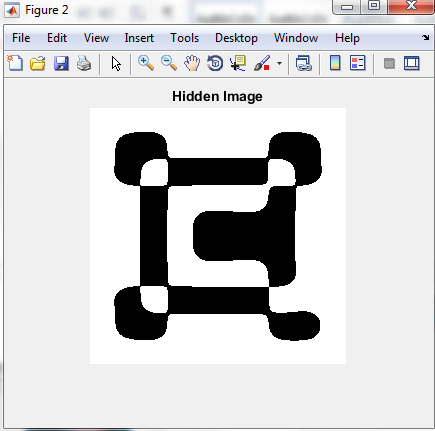 Figure 2
File Edit View Insert Tools Desktop Window Help
Hidden Image